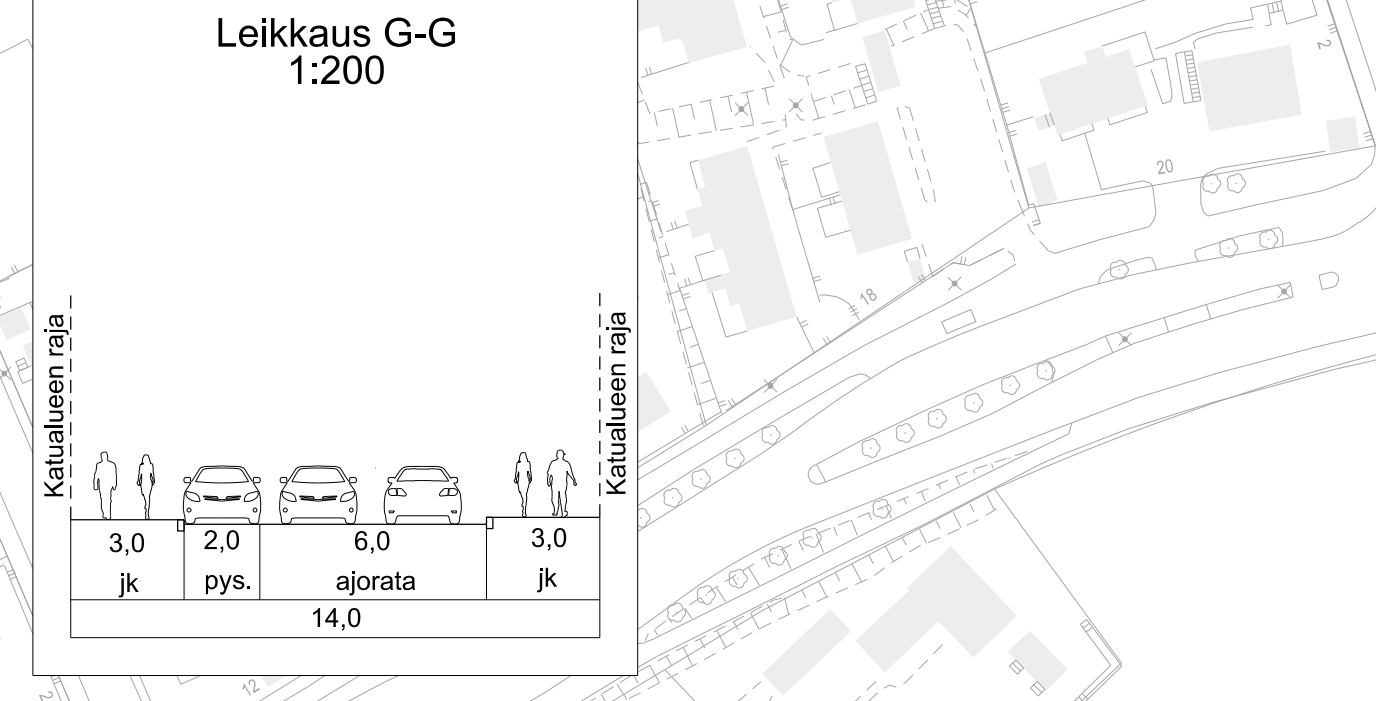 Leikkaus G-G
1:200
Katualueen raja
Katualueen raja
3,0
2,0
6,0
3,0
jk
pys.
ajorata
jk
14,0
2
20
18
12
2